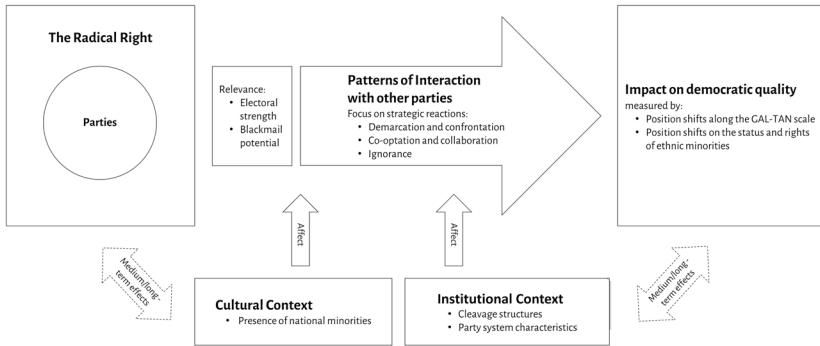 The Radical Right
Parties
Relevance:
• Electoral
strength
• Blackmail
potential
Patterns of Interaction
with other parties
Focus on strategic reactions:
• Demarcation and confrontation
• Co-optation and collaboration
• Ignorance
Impact on democratic quality
measured by:
• Position shifts along the GAL-TAN scale
• Position shifts on the status and rights
of ethnic minorities
Affect
Affect
Medium/long-
term effects
Medium/long-
term effects
Cultural Context
• Presence of national minorities
Institutional Context
• Cleavage structures
• Party system characteristics